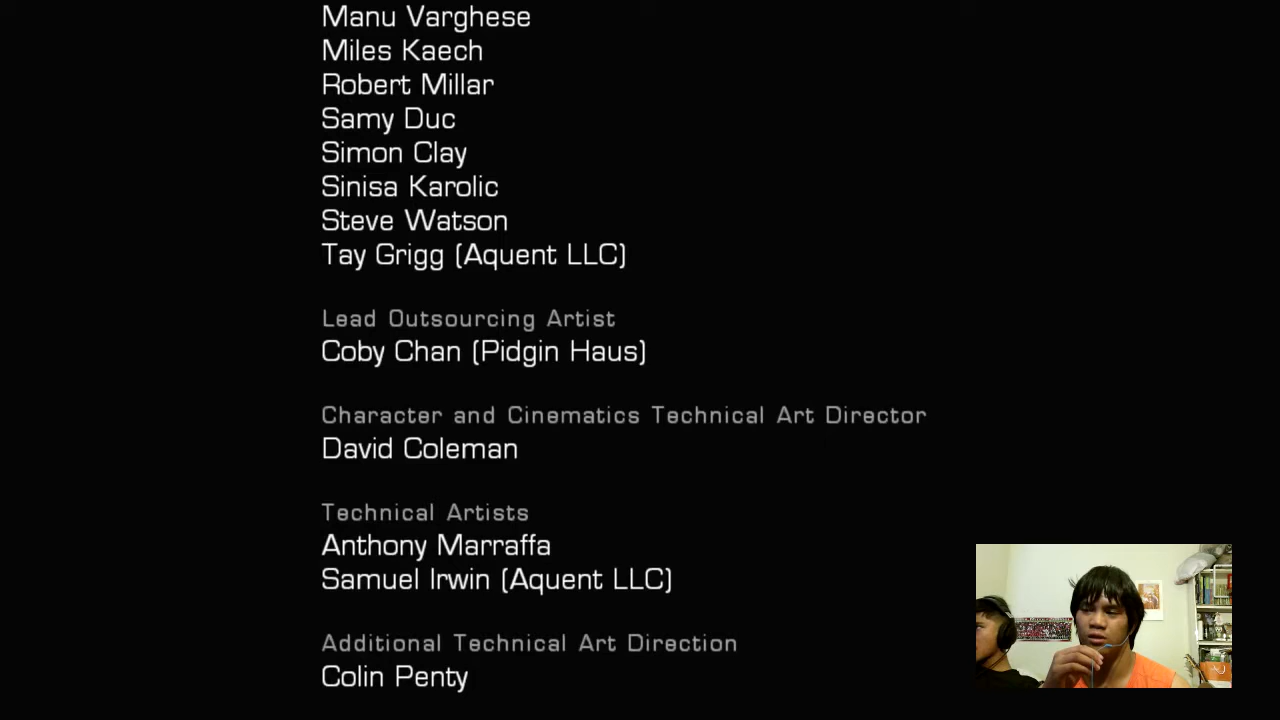 Manu Varghese
Miles Kaech
Robert Millar
Samy Duc
Simon Clay
Sinisa Karolic
Steve Watson
Tay Grigg (Aquent LLC)
Lead Outsourcing Artist
Coby Chan (Pidgin Haus)
Character and Cinematics Technical Art Director
David Coleman
Technical Artists
Anthony Marraffa
Samuel Irwin (Aquent LLC)
Additional Technical Art Direction
Colin Penty